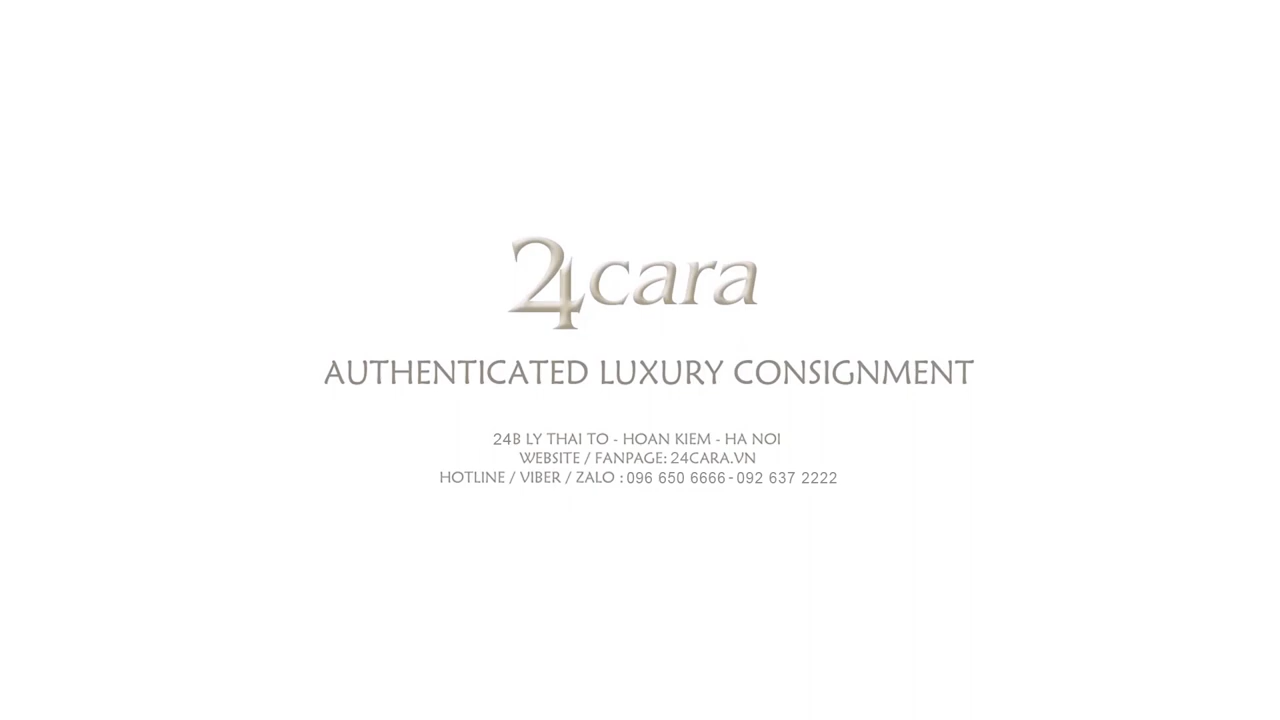 24cara
AUTHENTICATED LUXURY CONSIGNMENT
24B LY THAI TO - HOAN KIEM - HA NOI
WEBSITE / FANPAGE: 24CARA.VN
HOTLINE / VIBER / ZALO : 096 650 6666 - 092 637 2222